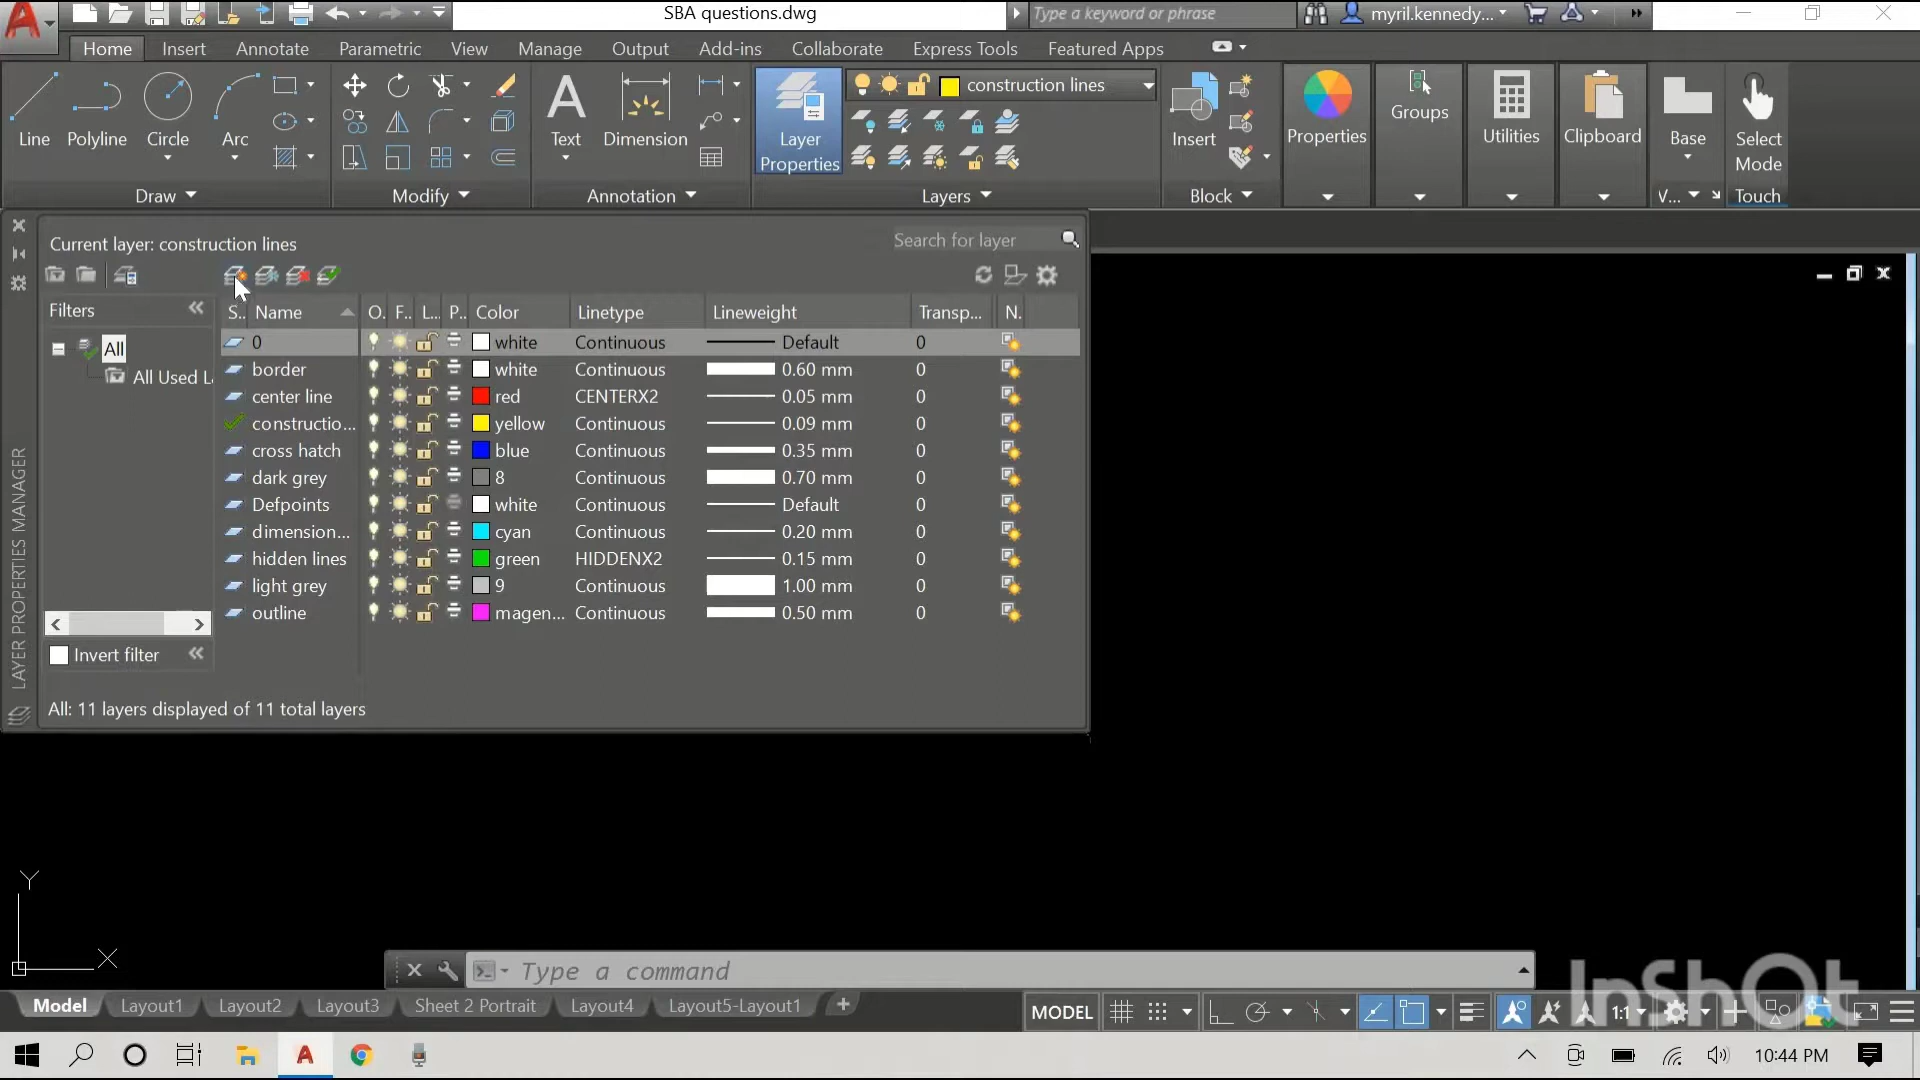 SBA questions.dwg
Type a keyword or phrase
myril.kennedy...
Home Insert Annotate Parametric View Manage Output Add-ins Collaborate Express Tools Featured Apps
Line Polyline Circle Arc
Text Dimension
Layer Properties
construction lines
Insert
Properties
Groups
Utilities
Clipboard
Base
Select Mode
Draw Modify Annotation Layers Block V... Touch
Current layer: construction lines
Search for layer
Filters
S.. Name O. F.. L... P.. Color Linetype Lineweight Transp... N.
All
All Used L
0 white Continuous Default 0
border white Continuous 0.60 mm 0
center line red CENTERX2 0.05 mm 0
constructio... yellow Continuous 0.09 mm 0
cross hatch blue Continuous 0.35 mm 0
dark grey 8 Continuous 0.70 mm 0
Defpoints white Continuous Default 0
dimension... cyan Continuous 0.20 mm 0
hidden lines green HIDDENX2 0.15 mm 0
light grey 9 Continuous 1.00 mm 0
outline magen... Continuous 0.50 mm 0
Invert filter
All: 11 layers displayed of 11 total layers
LAYER PROPERTIES MANAGER
Y
X
Type a command
Model Layout1 Layout2 Layout3 Sheet 2 Portrait Layout4 Layout5-Layout1
MODEL
1:1
InShOt
10:44 PM